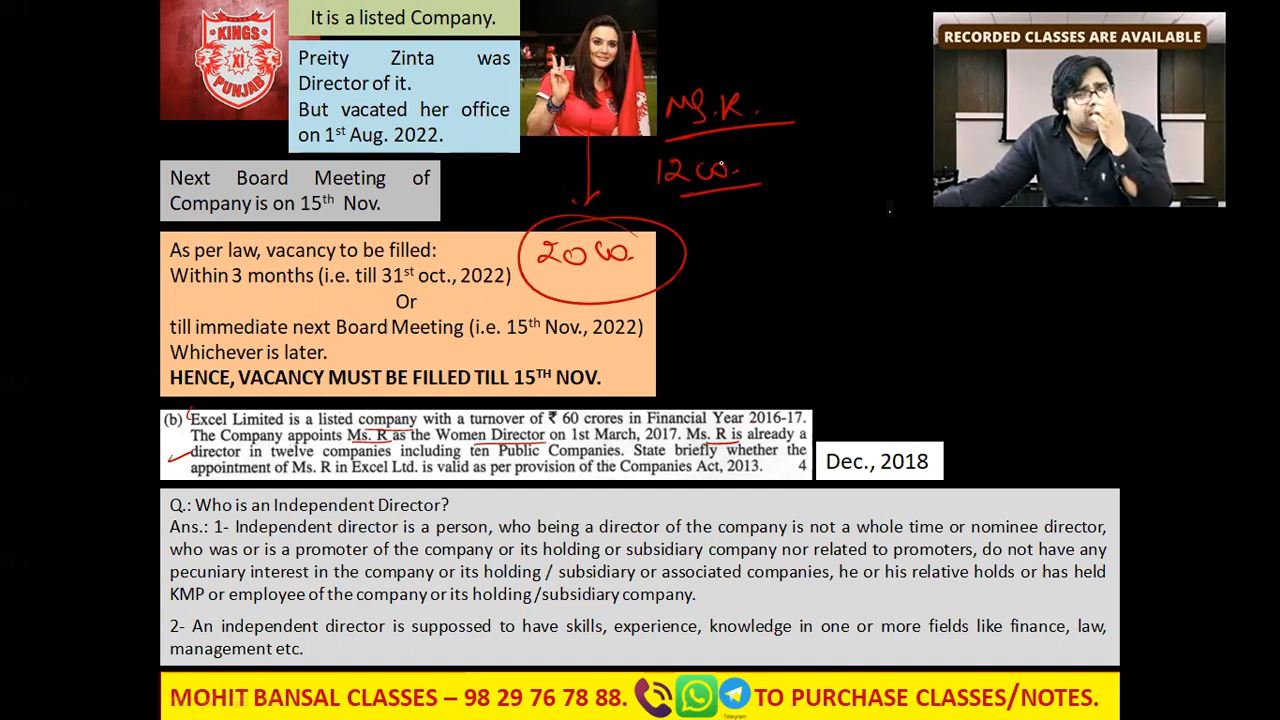 KINGS
XI
PUNJAB
It is a listed Company.
Preity Zinta was
Director of it.
But vacated her office
on 1st Aug. 2022.
RECORDED CLASSES ARE AVAILABLE
Ms. R.
12 co.
Next Board Meeting of
Company is on 15th Nov.
20 co.
As per law, vacancy to be filled:
Within 3 months (i.e. till 31st oct., 2022)
Or
till immediate next Board Meeting (i.e. 15th Nov., 2022)
Whichever is later.
HENCE, VACANCY MUST BE FILLED TILL 15TH NOV.
(b) Excel Limited is a listed company with a turnover of ₹ 60 crores in Financial Year 2016-17.
The Company appoints Ms. R as the Women Director on 1st March, 2017. Ms. R is already a
director in twelve companies including ten Public Companies. State briefly whether the
appointment of Ms. R in Excel Ltd. is valid as per provision of the Companies Act, 2013. 4
Dec., 2018
Q.: Who is an Independent Director?
Ans.: 1- Independent director is a person, who being a director of the company is not a whole time or nominee director,
who was or is a promoter of the company or its holding or subsidiary company nor related to promoters, do not have any
pecuniary interest in the company or its holding / subsidiary or associated companies, he or his relative holds or has held
KMP or employee of the company or its holding/subsidiary company.
2- An independent director is suppossed to have skills, experience, knowledge in one or more fields like finance, law,
management etc.
MOHIT BANSAL CLASSES – 98 29 76 78 88. TO PURCHASE CLASSES/NOTES.
Telegram